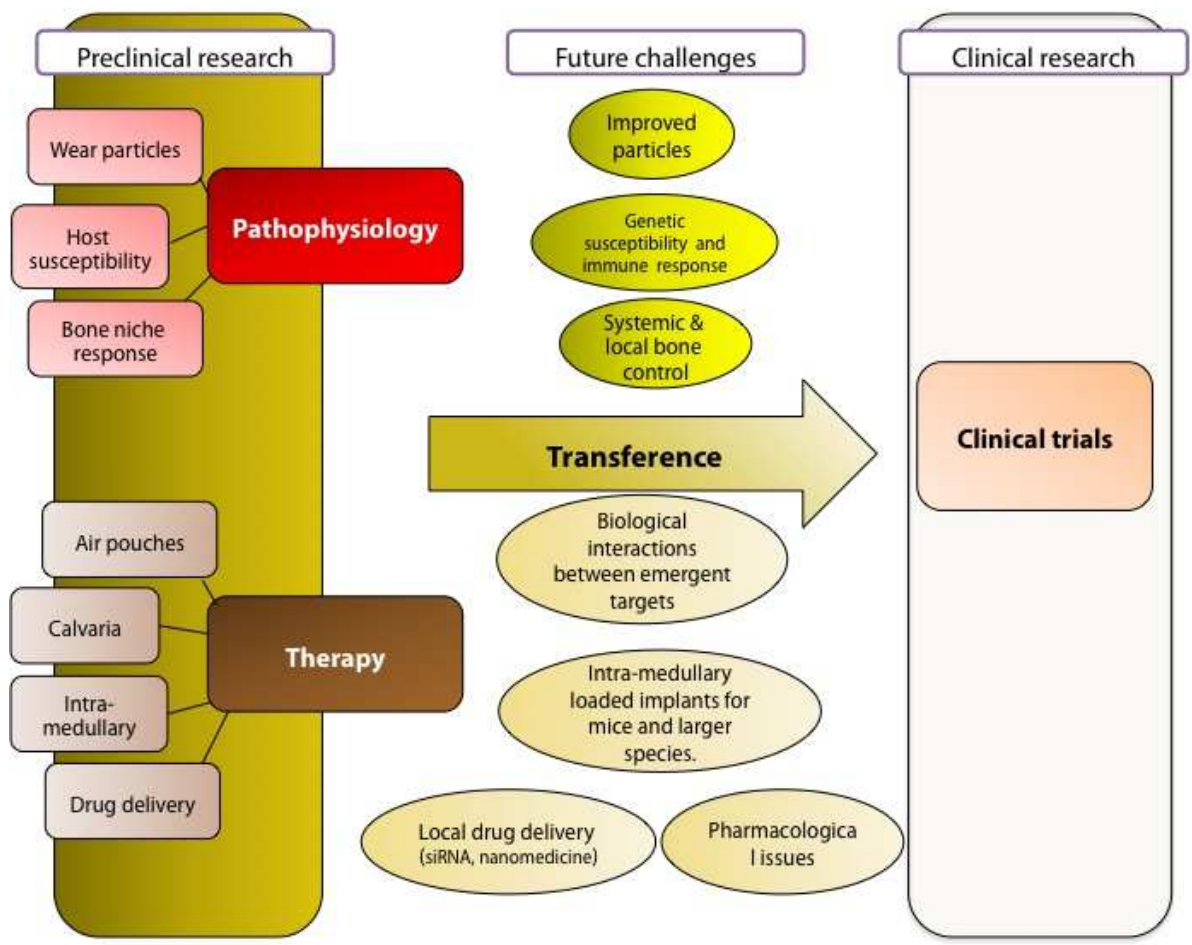 Preclinical research
Future challenges
Clinical research
Wear particles
Host
susceptibility
Bone niche
response
Pathophysiology
Improved
particles
Genetic
susceptibility and
immune response
Systemic &
local bone
control
Transference
Clinical trials
Air pouches
Calvaria
Intra-
medullary
Drug delivery
Therapy
Biological
interactions
between emergent
targets
Intra-medullary
loaded implants for
mice and larger
species.
Local drug delivery
(siRNA, nanomedicine)
Pharmacologica
l issues